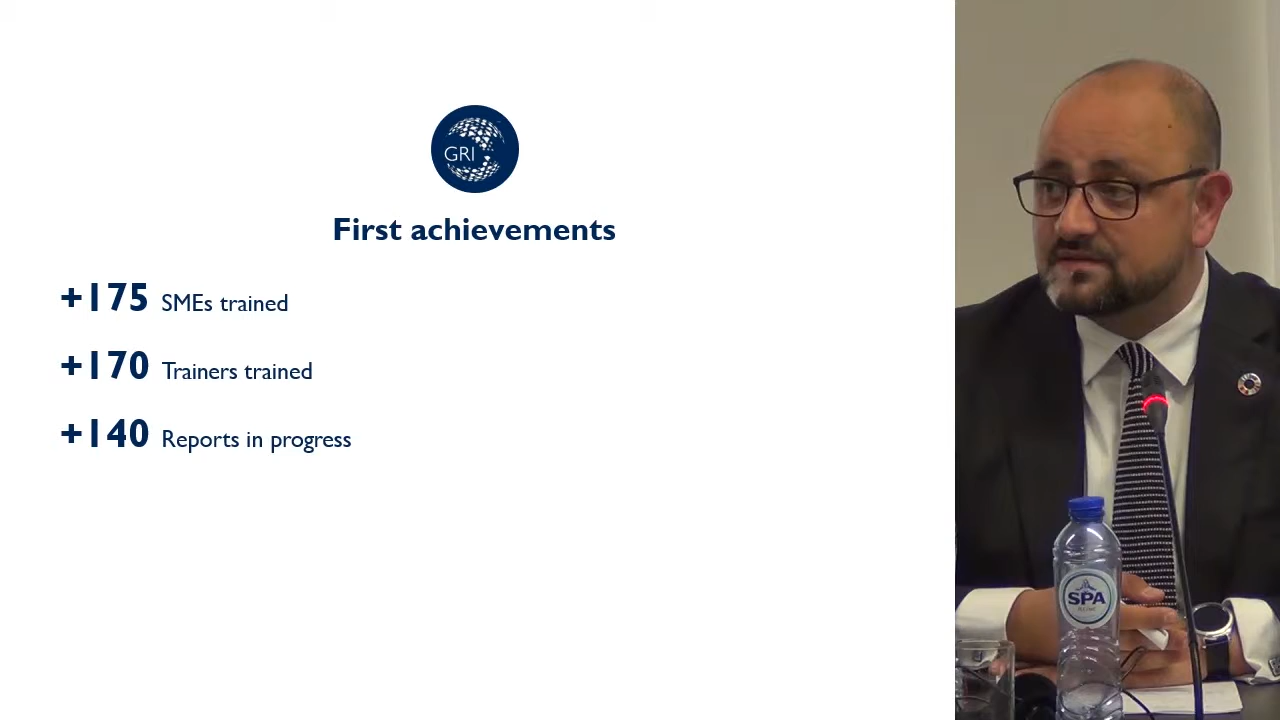 GRI
First achievements
+175 SMEs trained
+170 Trainers trained
+140 Reports in progress
SPA